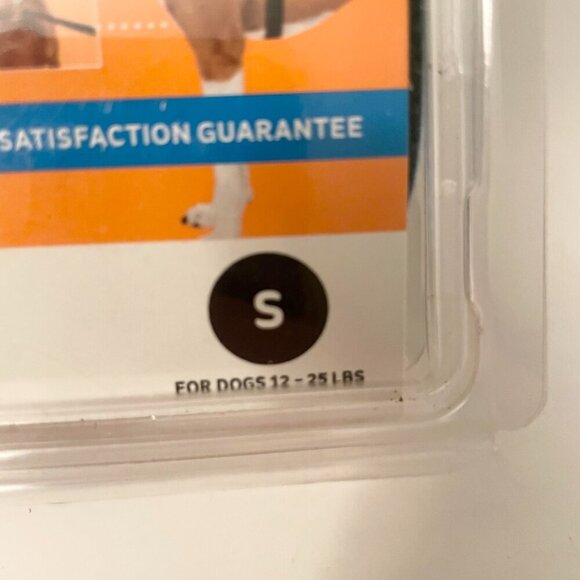 SATISFACTION GUARANTEE
S
FOR DOGS 12 - 25 LBS